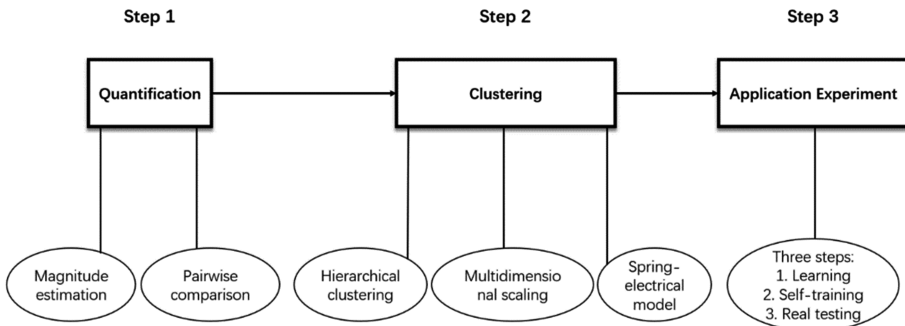 Step 1
Step 2
Step 3
Quantification
Clustering
Application Experiment
Magnitude
estimation
Pairwise
comparison
Hierarchical
clustering
Multidimensio
nal scaling
Spring-
electrical
model
Three steps:
1. Learning
2. Self-training
3. Real testing